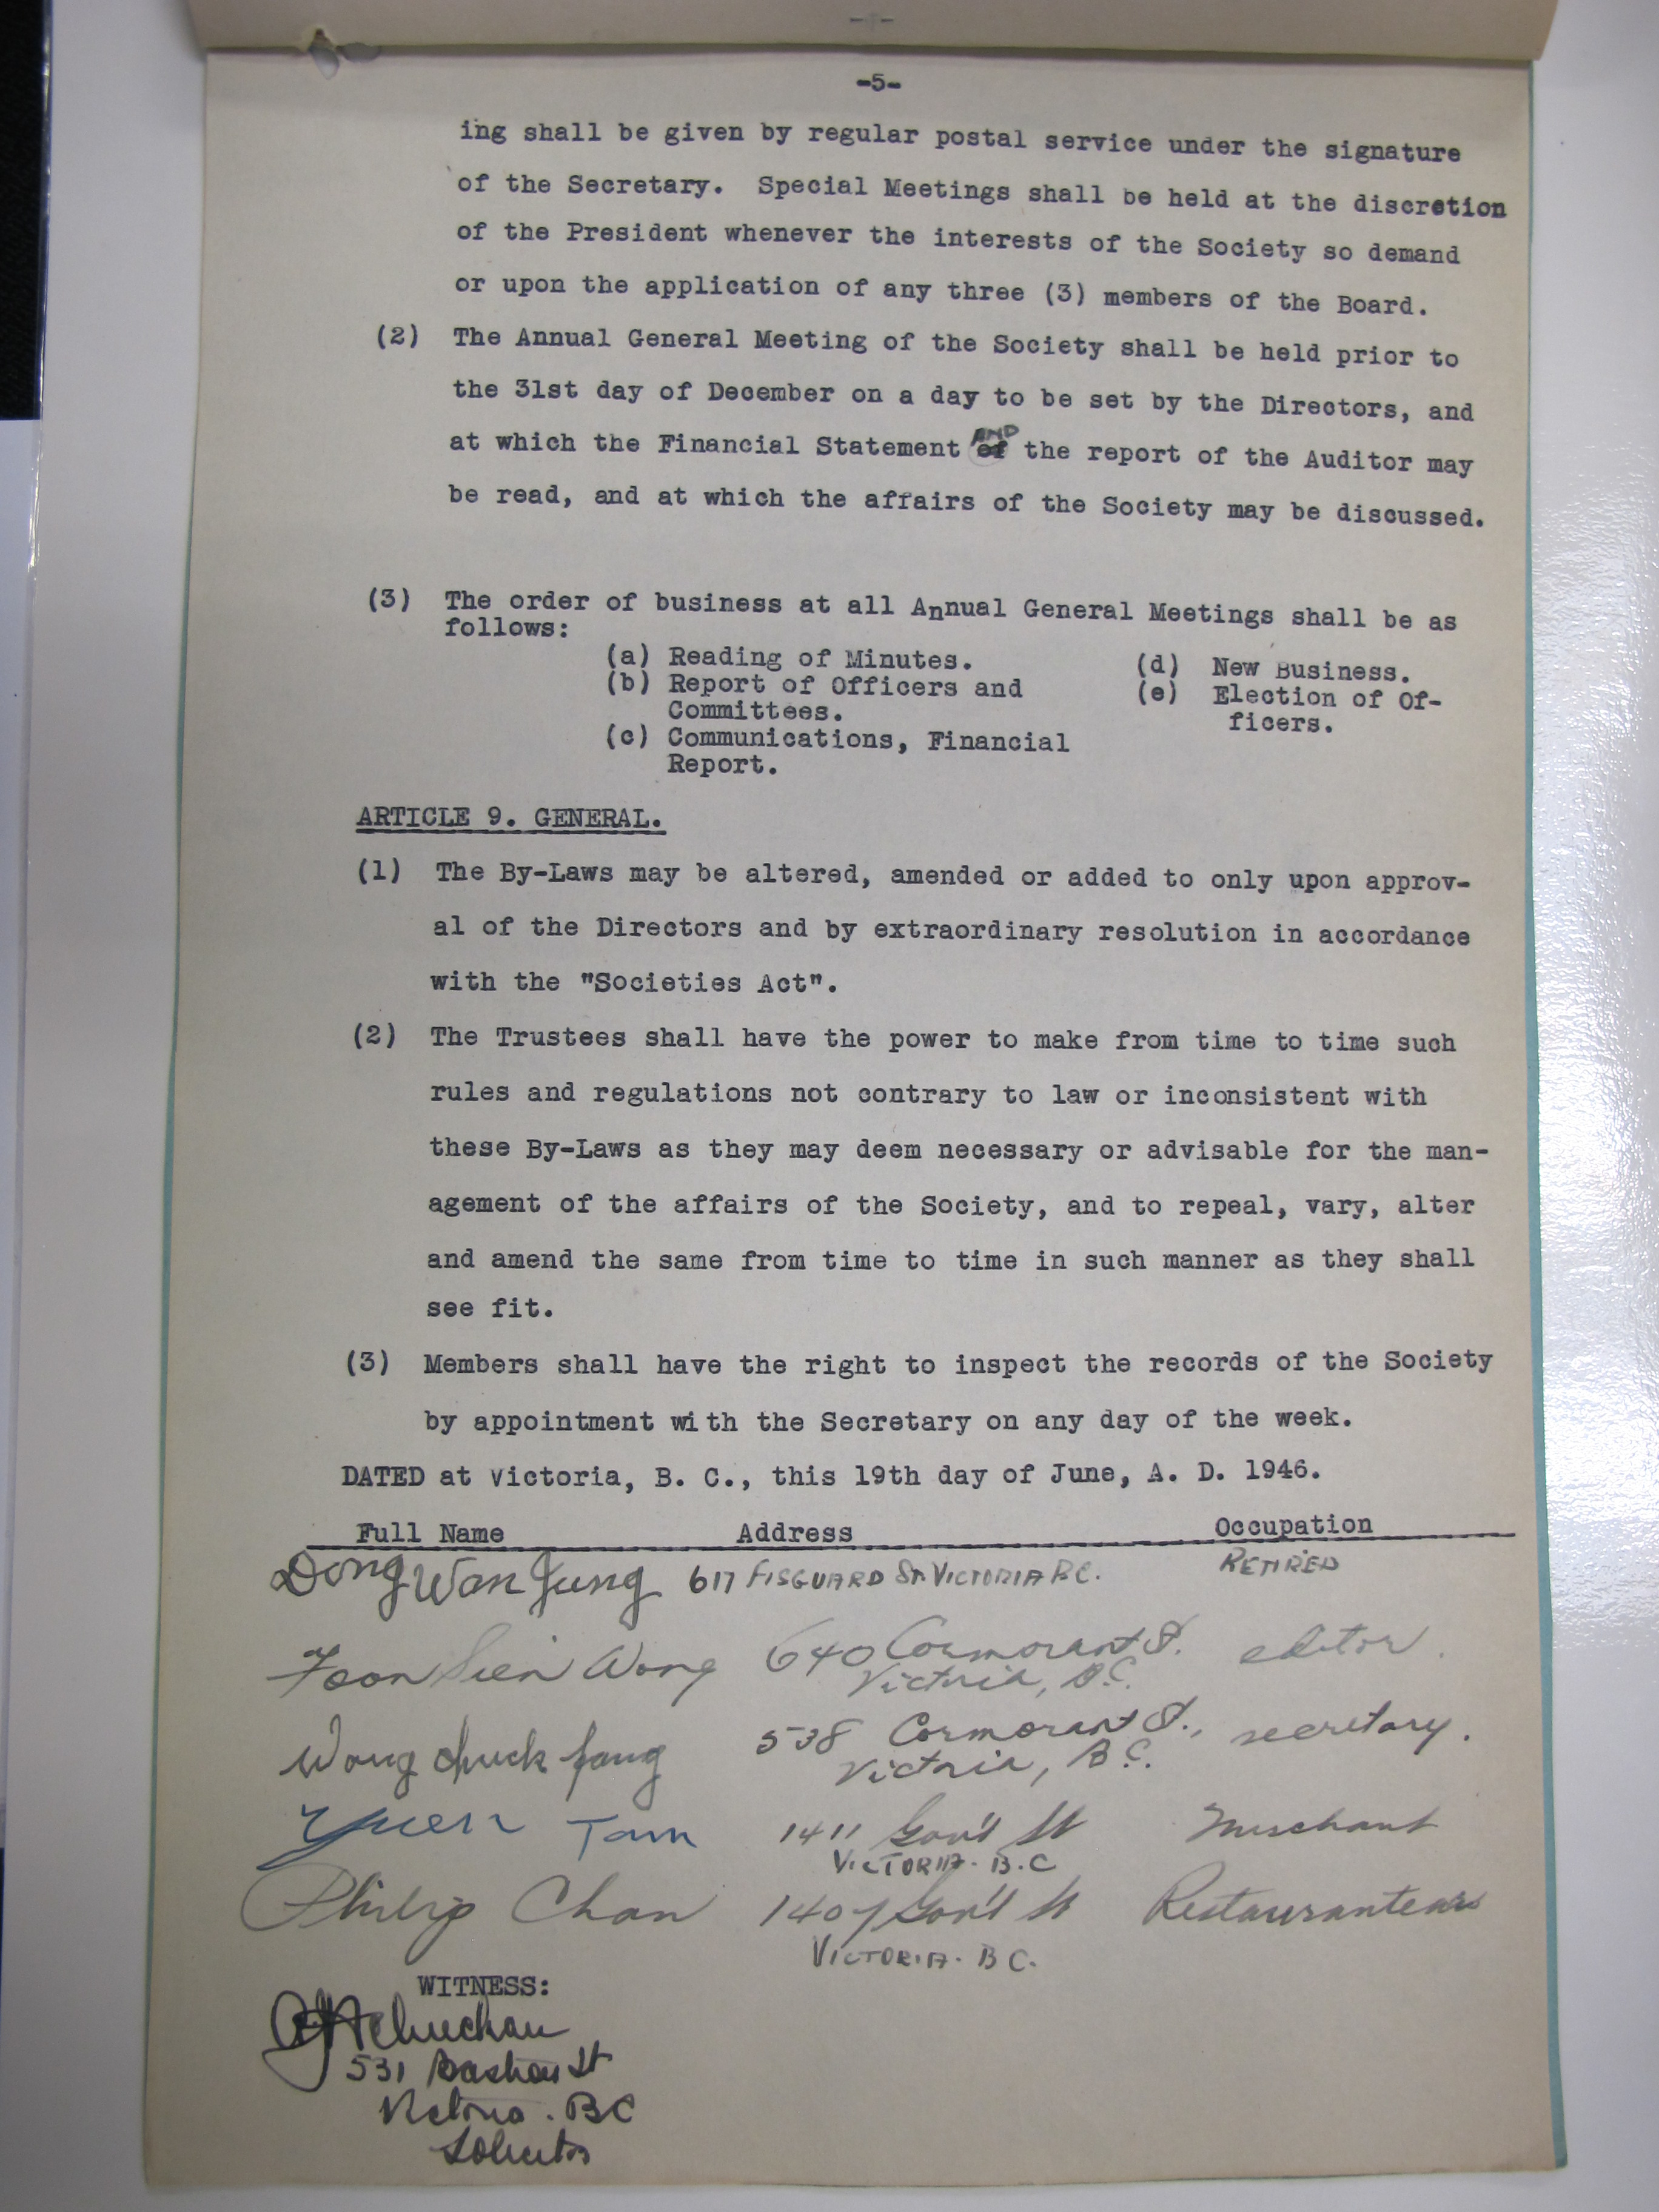 -5-
ing shall be given by regular postal service under the signature
of the Secretary. Special Meetings shall be held at the discretion
of the President whenever the interests of the Society so demand
or upon the application of any three (3) members of the Board.
(2) The Annual General Meeting of the Society shall be held prior to
the 31st day of December on a day to be set by the Directors, and
at which the Financial Statement AND the report of the Auditor may
be read, and at which the affairs of the Society may be discussed.
(3) The order of business at all Annual General Meetings shall be as
follows:
(a) Reading of Minutes.
(b) Report of Officers and
Committees.
(c) Communications, Financial
Report.
(d) New Business.
(e) Election of Of-
ficers.
ARTICLE 9. GENERAL.
(1) The By-Laws may be altered, amended or added to only upon approv-
al of the Directors and by extraordinary resolution in accordance
with the "Societies Act".
(2) The Trustees shall have the power to make from time to time such
rules and regulations not contrary to law or inconsistent with
these By-Laws as they may deem necessary or advisable for the man-
agement of the affairs of the Society, and to repeal, vary, alter
and amend the same from time to time in such manner as they shall
see fit.
(3) Members shall have the right to inspect the records of the Society
by appointment with the Secretary on any day of the week.
DATED at Victoria, B. C., this 19th day of June, A. D. 1946.
Full Name Address Occupation
Dong Wan Jung 617 FISGUARD ST. VICTORIA B.C. RETIRED
Foon Sien Wong 640 Cormorant St. editor.
Victoria, B.C.
Wong Chuck fang 538 Cormorant St., secretary.
Victoria, B.C.
Yuen Tam 1411 Gov't St Merchant
VICTORIA. B.C
Philip Chan 1407 Gov't St Restauranteur
VICTORIA. BC.
WITNESS:
531 Bastion St
Victoria. BC
Solicitor